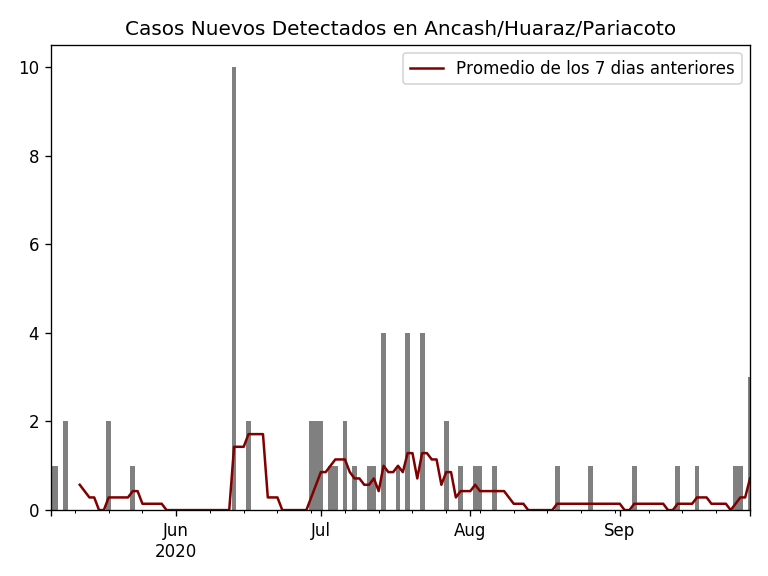 Casos Nuevos Detectados en Ancash/Huaraz/Pariacoto
Promedio de los 7 dias anteriores
10
8
6
4
2
0
Jun
2020
Jul
Aug
Sep